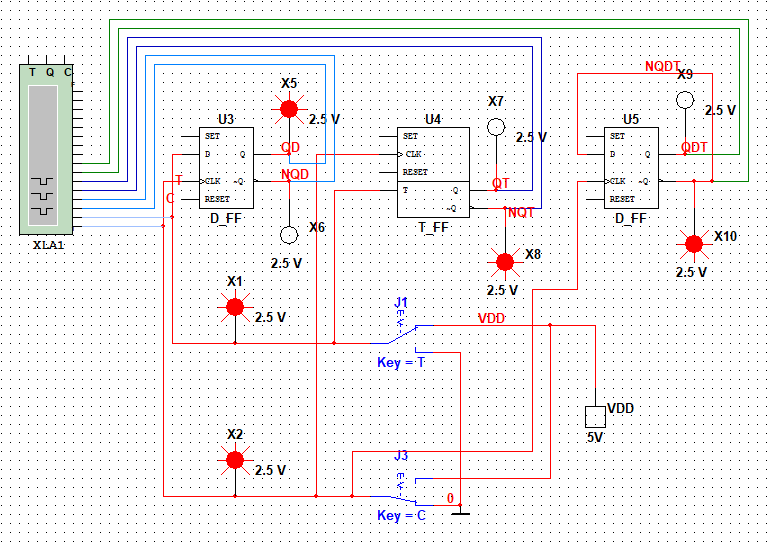 NQDT
X9
T Q C
F
X5
X7
2.5 V
U3
2.5 V
U4
2.5 V
U5
SET
D Q
CLK ~Q
RESET
D_FF
QD
NQD
T
C
SET
CLK
RESET
T Q
~Q
T_FF
QT
NQT
SET
D Q
CLK ~Q
RESET
D_FF
QDT
XLA1
X6
2.5 V
X8
2.5 V
X10
2.5 V
X1
2.5 V
J1
VDD
Key = T
VDD
5V
X2
2.5 V
J3
0
Key = C